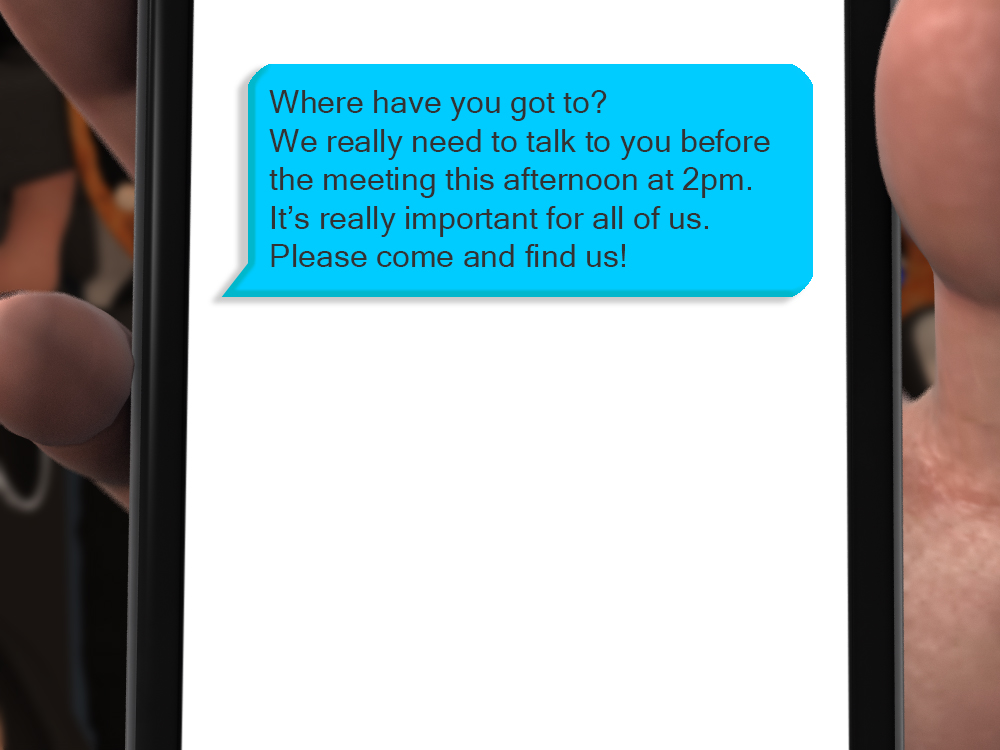 Where have you got to?
We really need to talk to you before
the meeting this afternoon at 2pm.
It’s really important for all of us.
Please come and find us!